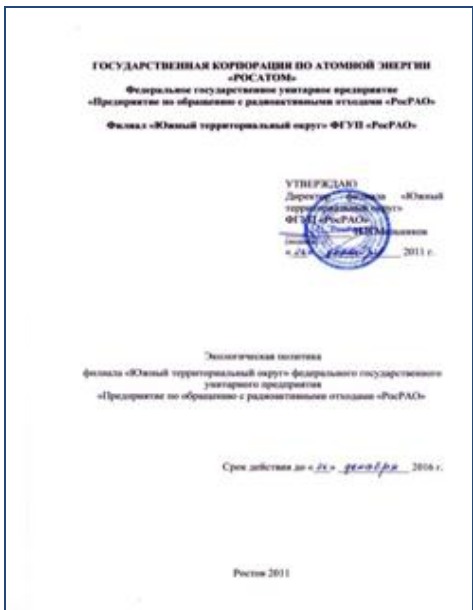 ГОСУДАРСТВЕННАЯ КОРПОРАЦИЯ ПО АТОМНОЙ ЭНЕРГИИ
«РОСАТОМ»
Федеральное государственное унитарное предприятие
«Предприятие по обращению с радиоактивными отходами «РосРАО»
Филиал «Южный территориальный округ» ФГУП «РосРАО»
УТВЕРЖДАЮ
Директор филиала «Южный
территориальный округ»
ФГУП «РосРАО»
2011 г.
Экологическая политика
филиала «Южный территориальный округ» федерального государственного
унитарного предприятия
«Предприятие по обращению с радиоактивными отходами «РосРАО»
Срок действия до « » декабря 2016 г.
Ростов 2011